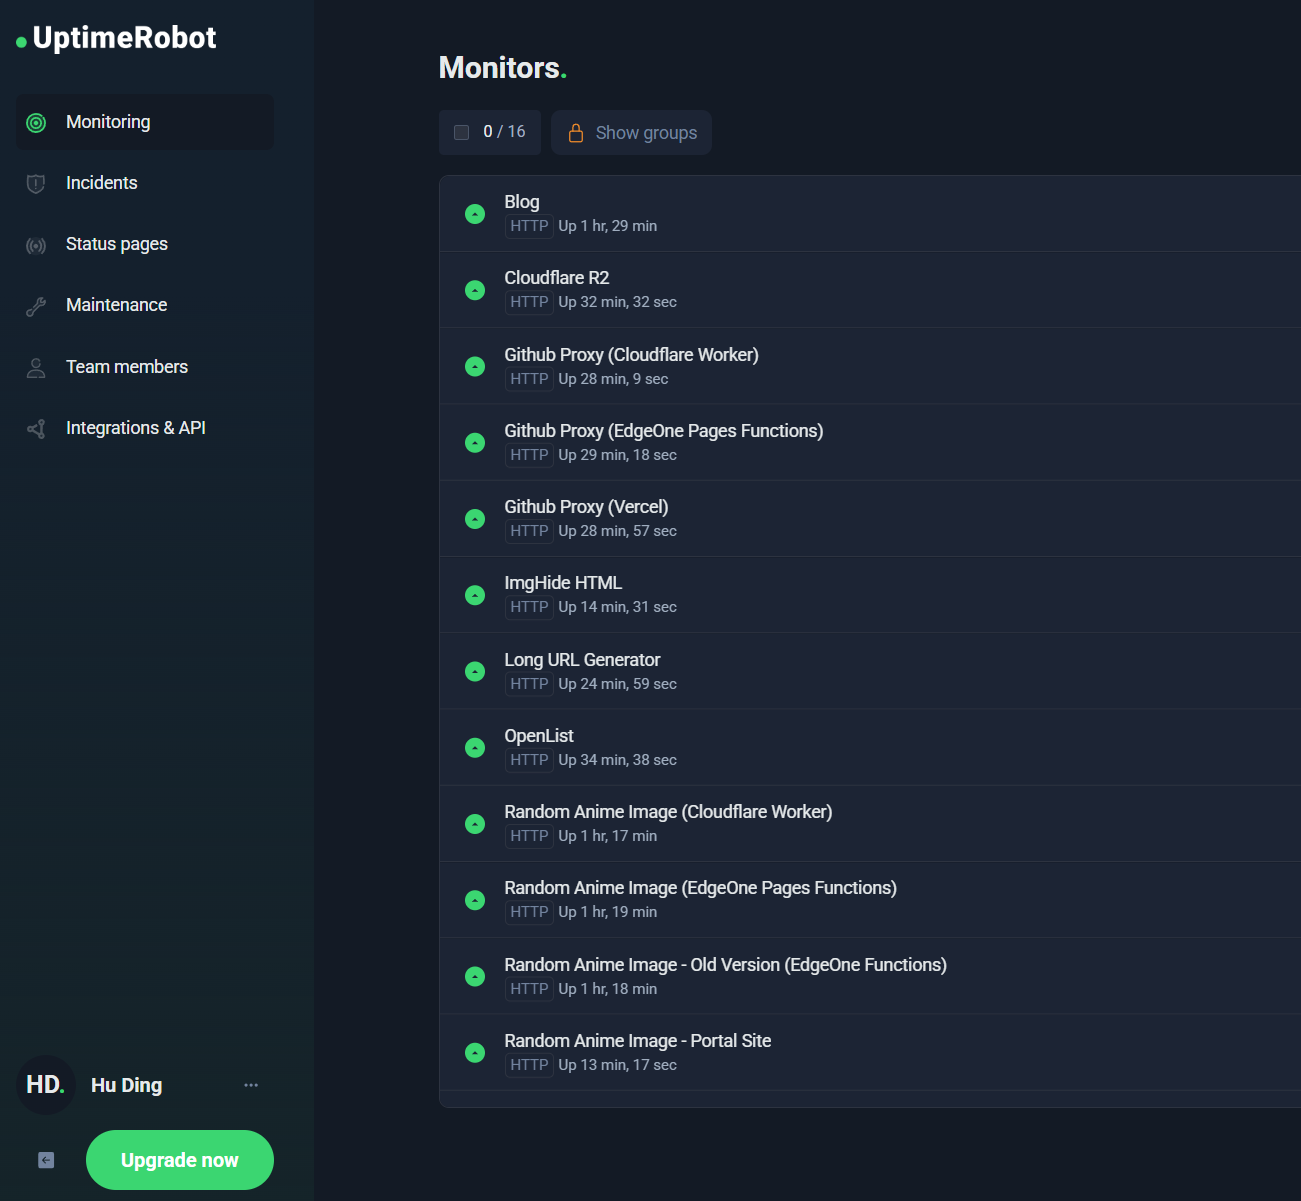 UptimeRobot
Monitoring
Incidents
Status pages
Maintenance
Team members
Integrations & API
HD.
Hu Ding
Upgrade now
Monitors.
0 / 16
Show groups
Blog
HTTP Up 1 hr, 29 min
Cloudflare R2
HTTP Up 32 min, 32 sec
Github Proxy (Cloudflare Worker)
HTTP Up 28 min, 9 sec
Github Proxy (EdgeOne Pages Functions)
HTTP Up 29 min, 18 sec
Github Proxy (Vercel)
HTTP Up 28 min, 57 sec
ImgHide HTML
HTTP Up 14 min, 31 sec
Long URL Generator
HTTP Up 24 min, 59 sec
OpenList
HTTP Up 34 min, 38 sec
Random Anime Image (Cloudflare Worker)
HTTP Up 1 hr, 17 min
Random Anime Image (EdgeOne Pages Functions)
HTTP Up 1 hr, 19 min
Random Anime Image - Old Version (EdgeOne Functions)
HTTP Up 1 hr, 18 min
Random Anime Image - Portal Site
HTTP Up 13 min, 17 sec